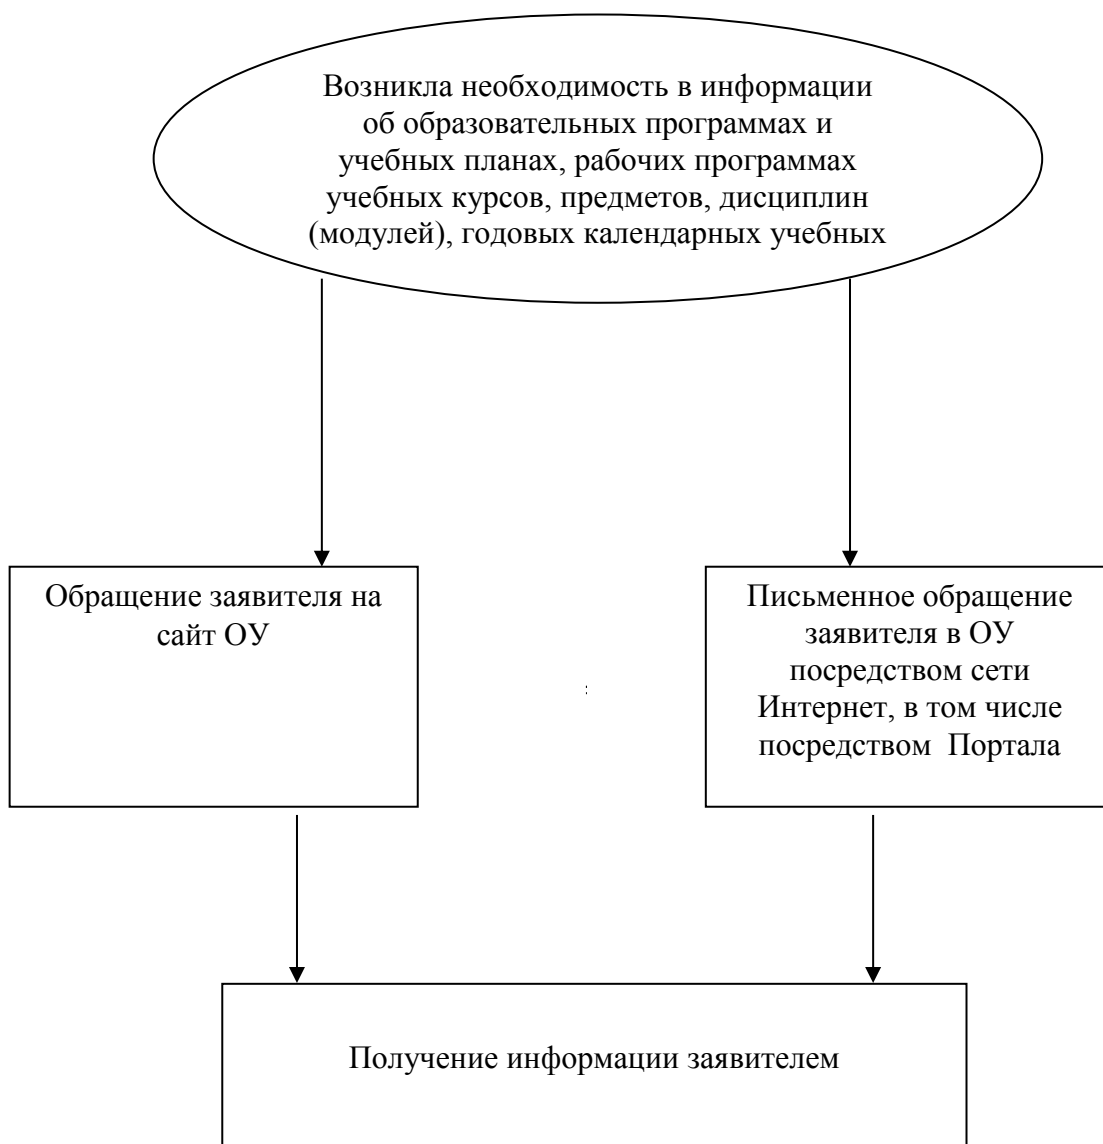 Возникла необходимость в информации
об образовательных программах и
учебных планах, рабочих программах
учебных курсов, предметов, дисциплин
(модулей), годовых календарных учебных
Обращение заявителя на
сайт ОУ
Письменное обращение
заявителя в ОУ
посредством сети
Интернет, в том числе
посредством  Портала
:
Получение информации заявителем